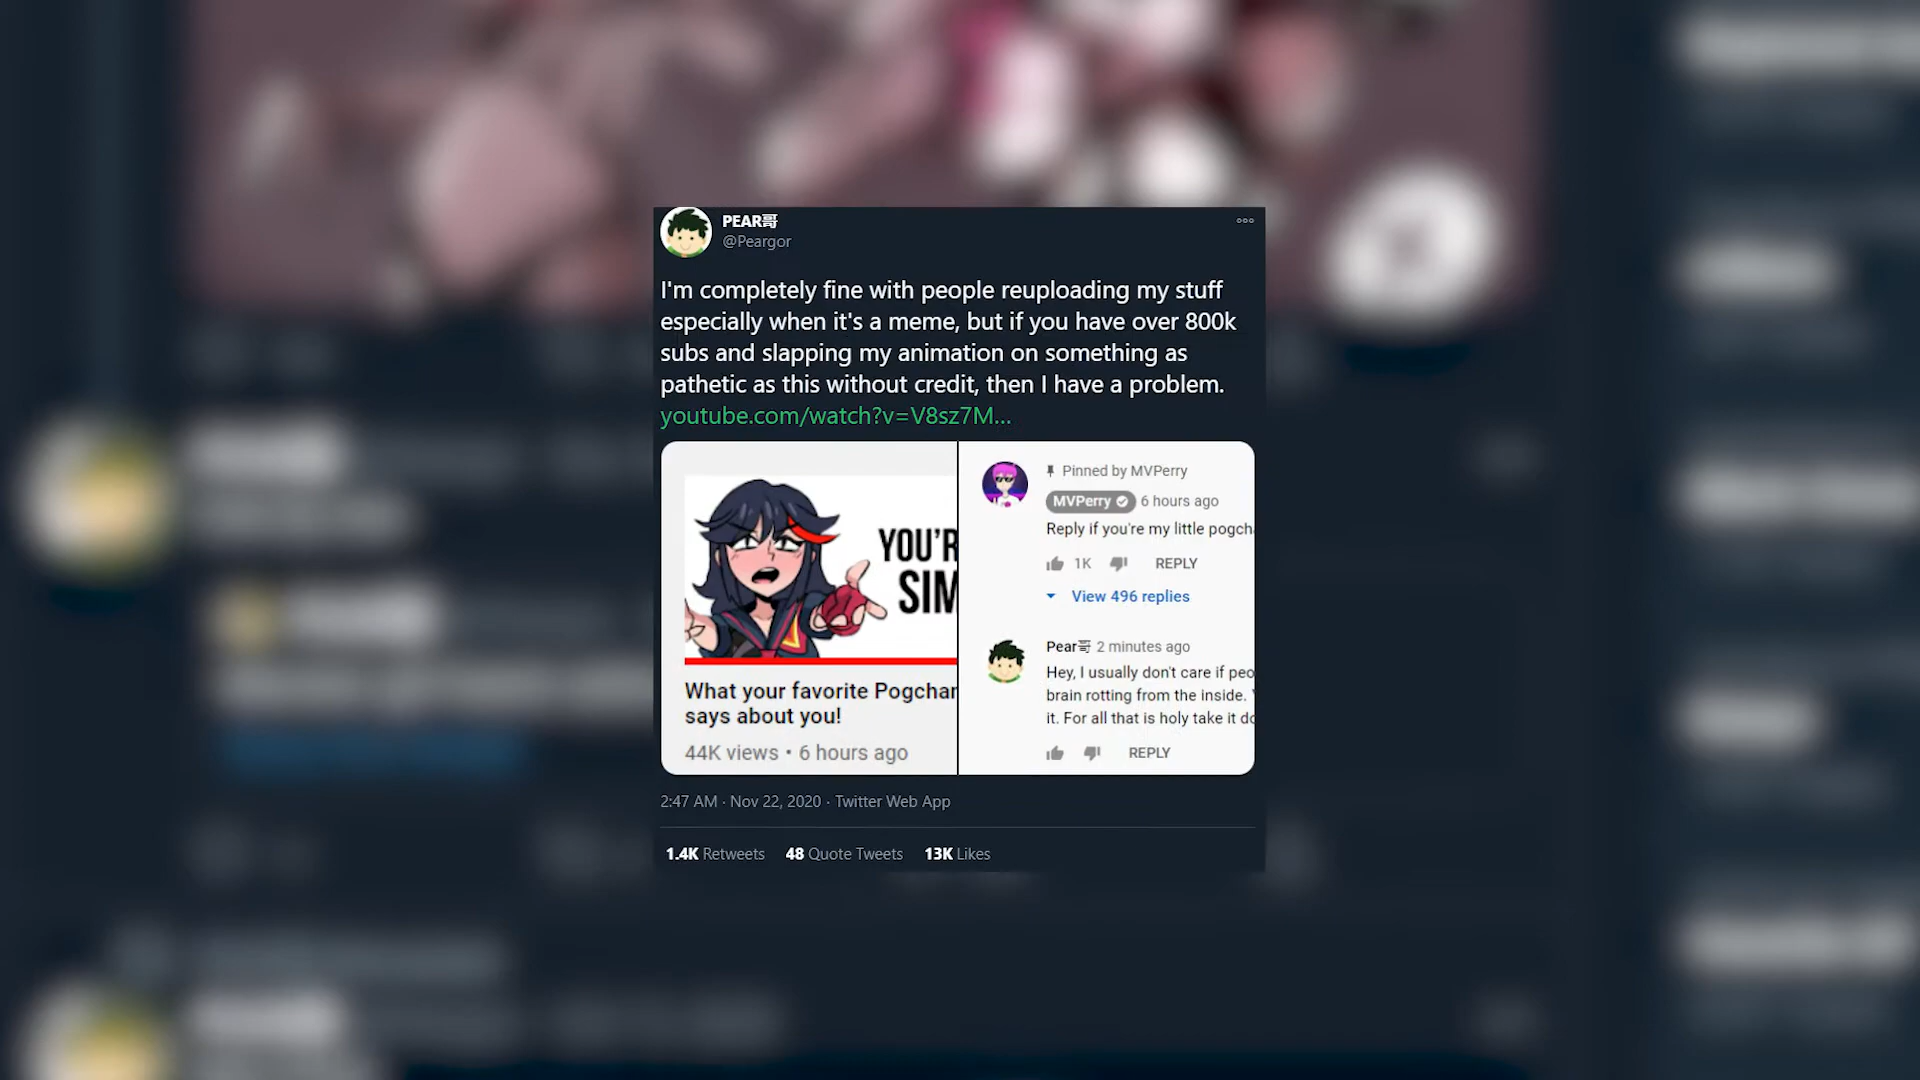 PEAR哥
@Peargor
I'm completely fine with people reuploading my stuff
especially when it's a meme, but if you have over 800k
subs and slapping my animation on something as
pathetic as this without credit, then I have a problem.
youtube.com/watch?v=V8sz7M...
YOU'R
SIM
What your favorite Pogchar
says about you!
44K views • 6 hours ago
Pinned by MVPerry
MVPerry 6 hours ago
Reply if you're my little pogch
1K REPLY
View 496 replies
Pear哥 2 minutes ago
Hey, I usually don't care if peo
brain rotting from the inside.
it. For all that is holy take it do
REPLY
2:47 AM · Nov 22, 2020 · Twitter Web App
1.4K Retweets 48 Quote Tweets 13K Likes